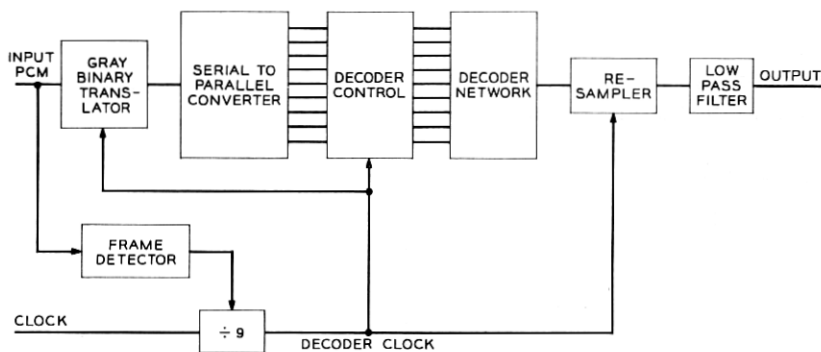 INPUT
PCM
GRAY
BINARY
TRANS-
LATOR
SERIAL TO
PARALLEL
CONVERTER
DECODER
CONTROL
DECODER
NETWORK
RE-
SAMPLER
LOW
PASS
FILTER
OUTPUT
FRAME
DETECTOR
CLOCK
÷ 9
DECODER CLOCK